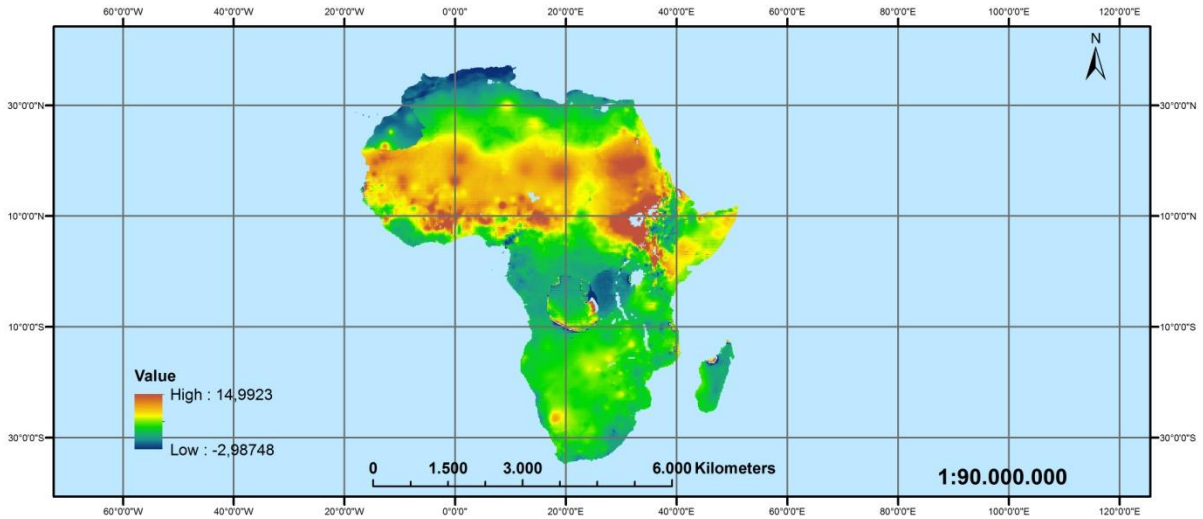 60°0'0"W 40°0'0"W 20°0'0"W 0°0'0" 20°0'0"E 40°0'0"E 60°0'0"E 80°0'0"E 100°0'0"E 120°0'0"E
N
30°0'0"N 30°0'0"N
10°0'0"N 10°0'0"N
10°0'0"S 10°0'0"S
Value
High : 14,9923
Low : -2,98748
30°0'0"S 30°0'0"S
0 1.500 3.000 6.000 Kilometers
1:90.000.000
60°0'0"W 40°0'0"W 20°0'0"W 0°0'0" 20°0'0"E 40°0'0"E 60°0'0"E 80°0'0"E 100°0'0"E 120°0'0"E